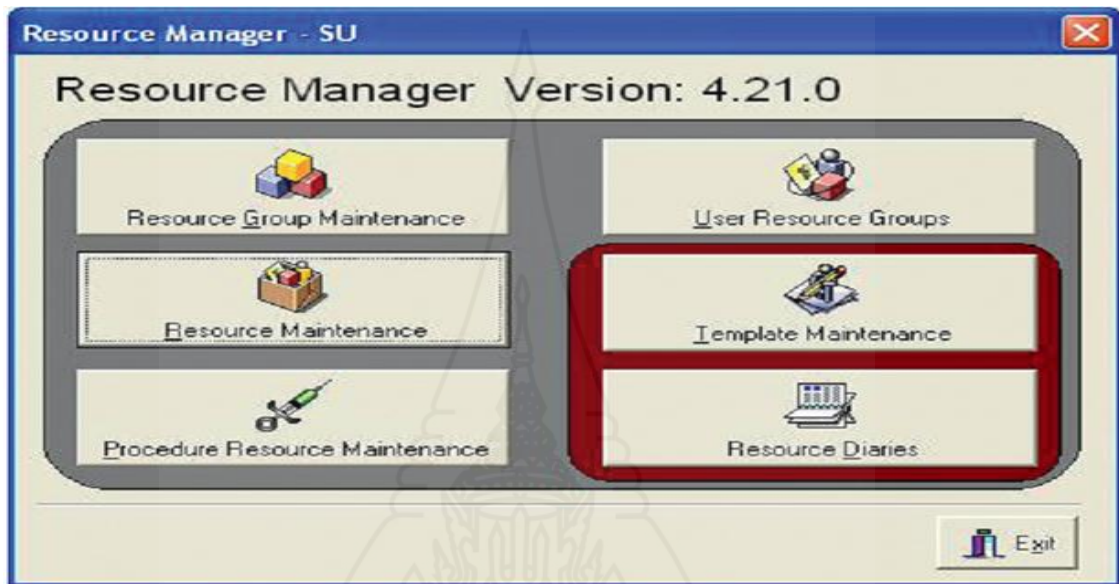 Resource Manager - SU
Resource Manager Version: 4.21.0
Resource Group Maintenance
User Resource Groups
Resource Maintenance
Template Maintenance
Procedure Resource Maintenance
Resource Diaries
Exit